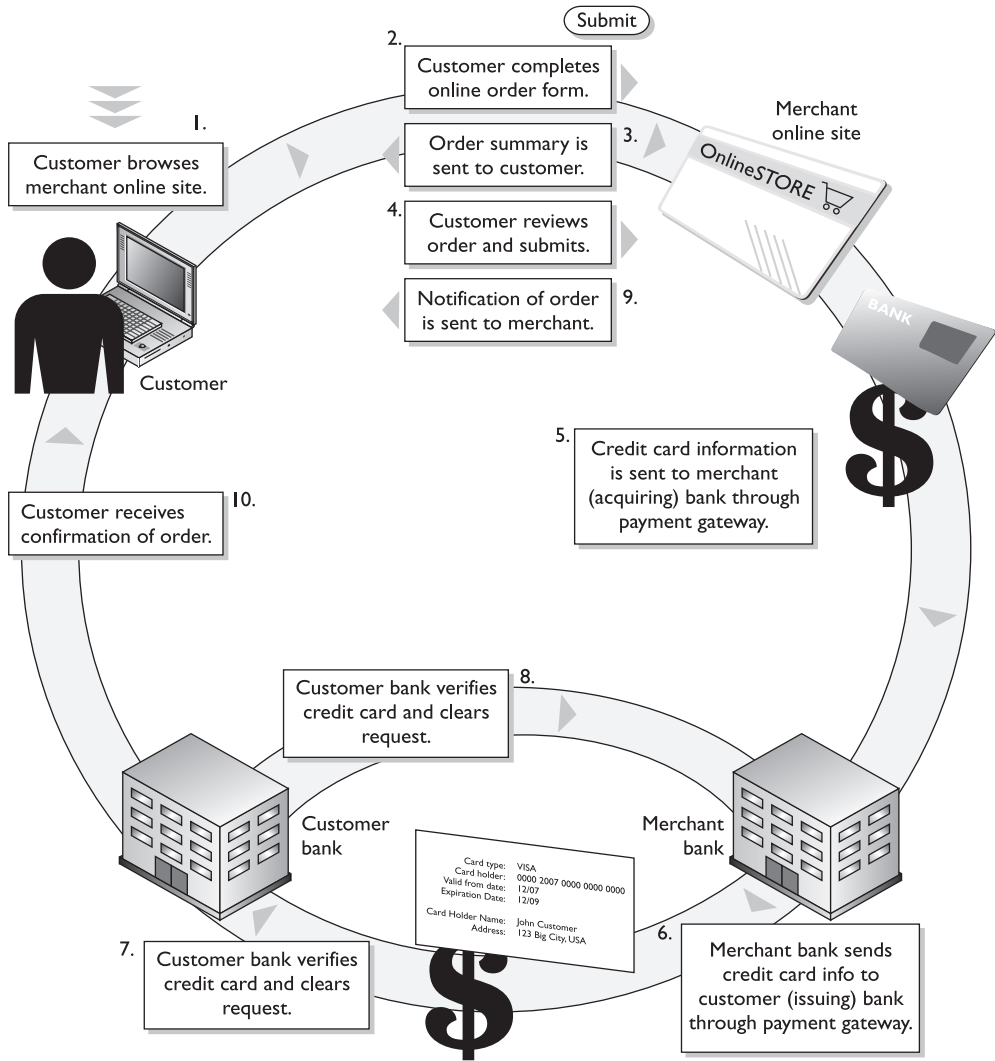 Submit
2.
Customer completes
online order form.
Merchant
online site
1.
Customer browses
merchant online site.
Order summary is
sent to customer.
3.
OnlineSTORE
4.
Customer reviews
order and submits.
Notification of order
is sent to merchant.
9.
BANK
Customer
5.
Credit card information
is sent to merchant
(acquiring) bank through
payment gateway.
10.
Customer receives
confirmation of order.
8.
Customer bank verifies
credit card and clears
request.
Customer
bank
Merchant
bank
Card type: VISA
Card holder: 0000 2007 0000 0000 0000
Valid from date: 12/07
Expiration Date: 12/09
Card Holder Name: John Customer
Address: 123 Big City, USA
$
7.
Customer bank verifies
credit card and clears
request.
6.
Merchant bank sends
credit card info to
customer (issuing) bank
through payment gateway.
$